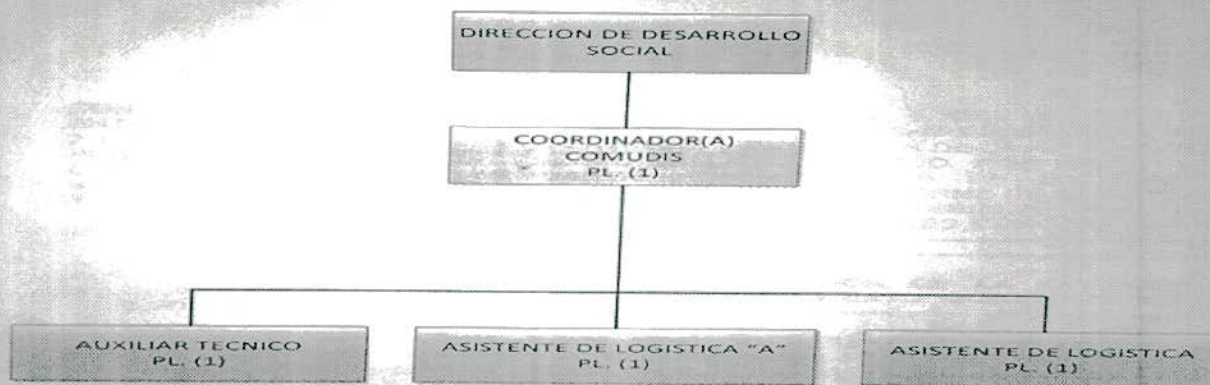 DIRECCION DE DESARROLLO
SOCIAL
COORDINADOR(A)
COMUDIS
PL. (1)
AUXILIAR TECNICO
PL. (1)
ASISTENTE DE LOGISTICA "A"
PL. (1)
ASISTENTE DE LOGISTICA
PL. (1)